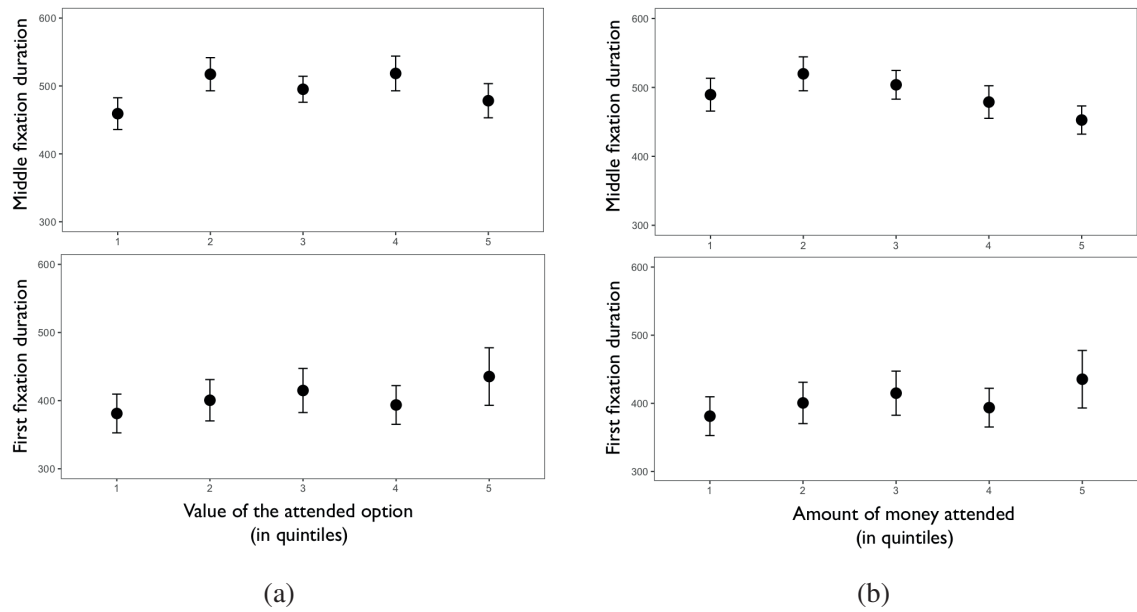 600
500
400
300
Middle fixation duration
1 2 3 4 5
600
500
400
300
First fixation duration
1 2 3 4 5
Value of the attended option
(in quintiles)
(a)
600
500
400
300
Middle fixation duration
1 2 3 4 5
600
500
400
300
First fixation duration
1 2 3 4 5
Amount of money attended
(in quintiles)
(b)